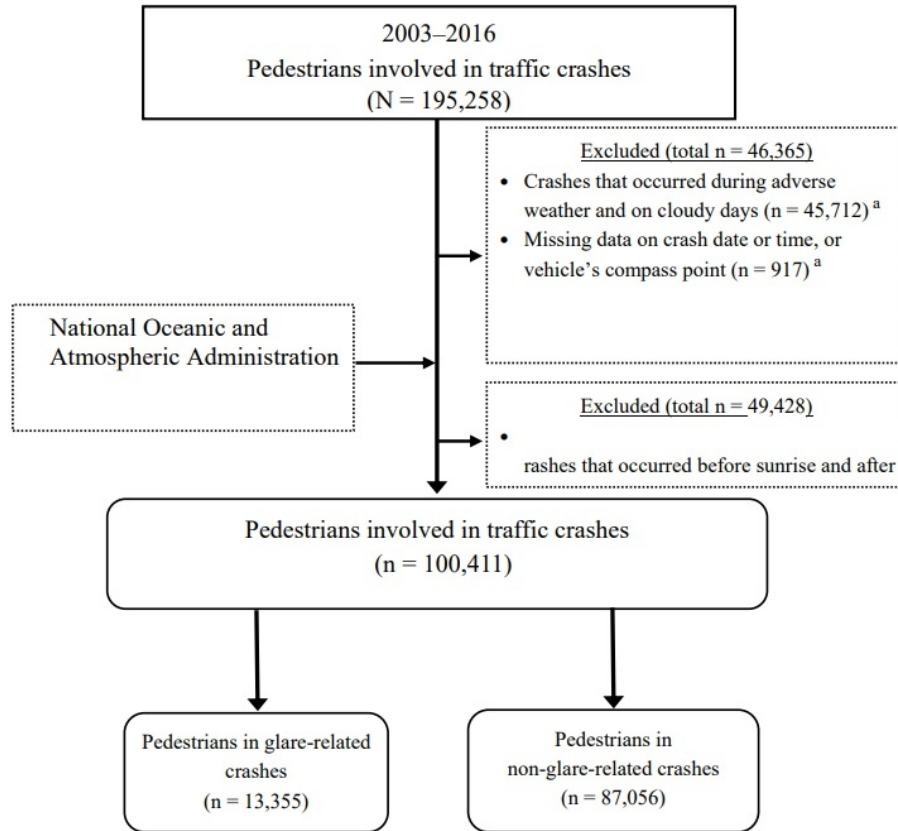 2003–2016
Pedestrians involved in traffic crashes
(N = 195,258)
Excluded (total n = 46,365)
• Crashes that occurred during adverse
weather and on cloudy days (n = 45,712) a
• Missing data on crash date or time, or
vehicle’s compass point (n = 917) a
National Oceanic and
Atmospheric Administration
Excluded (total n = 49,428)
•
rashes that occurred before sunrise and after
Pedestrians involved in traffic crashes
(n = 100,411)
Pedestrians in glare-related
crashes
(n = 13,355)
Pedestrians in
non-glare-related crashes
(n = 87,056)